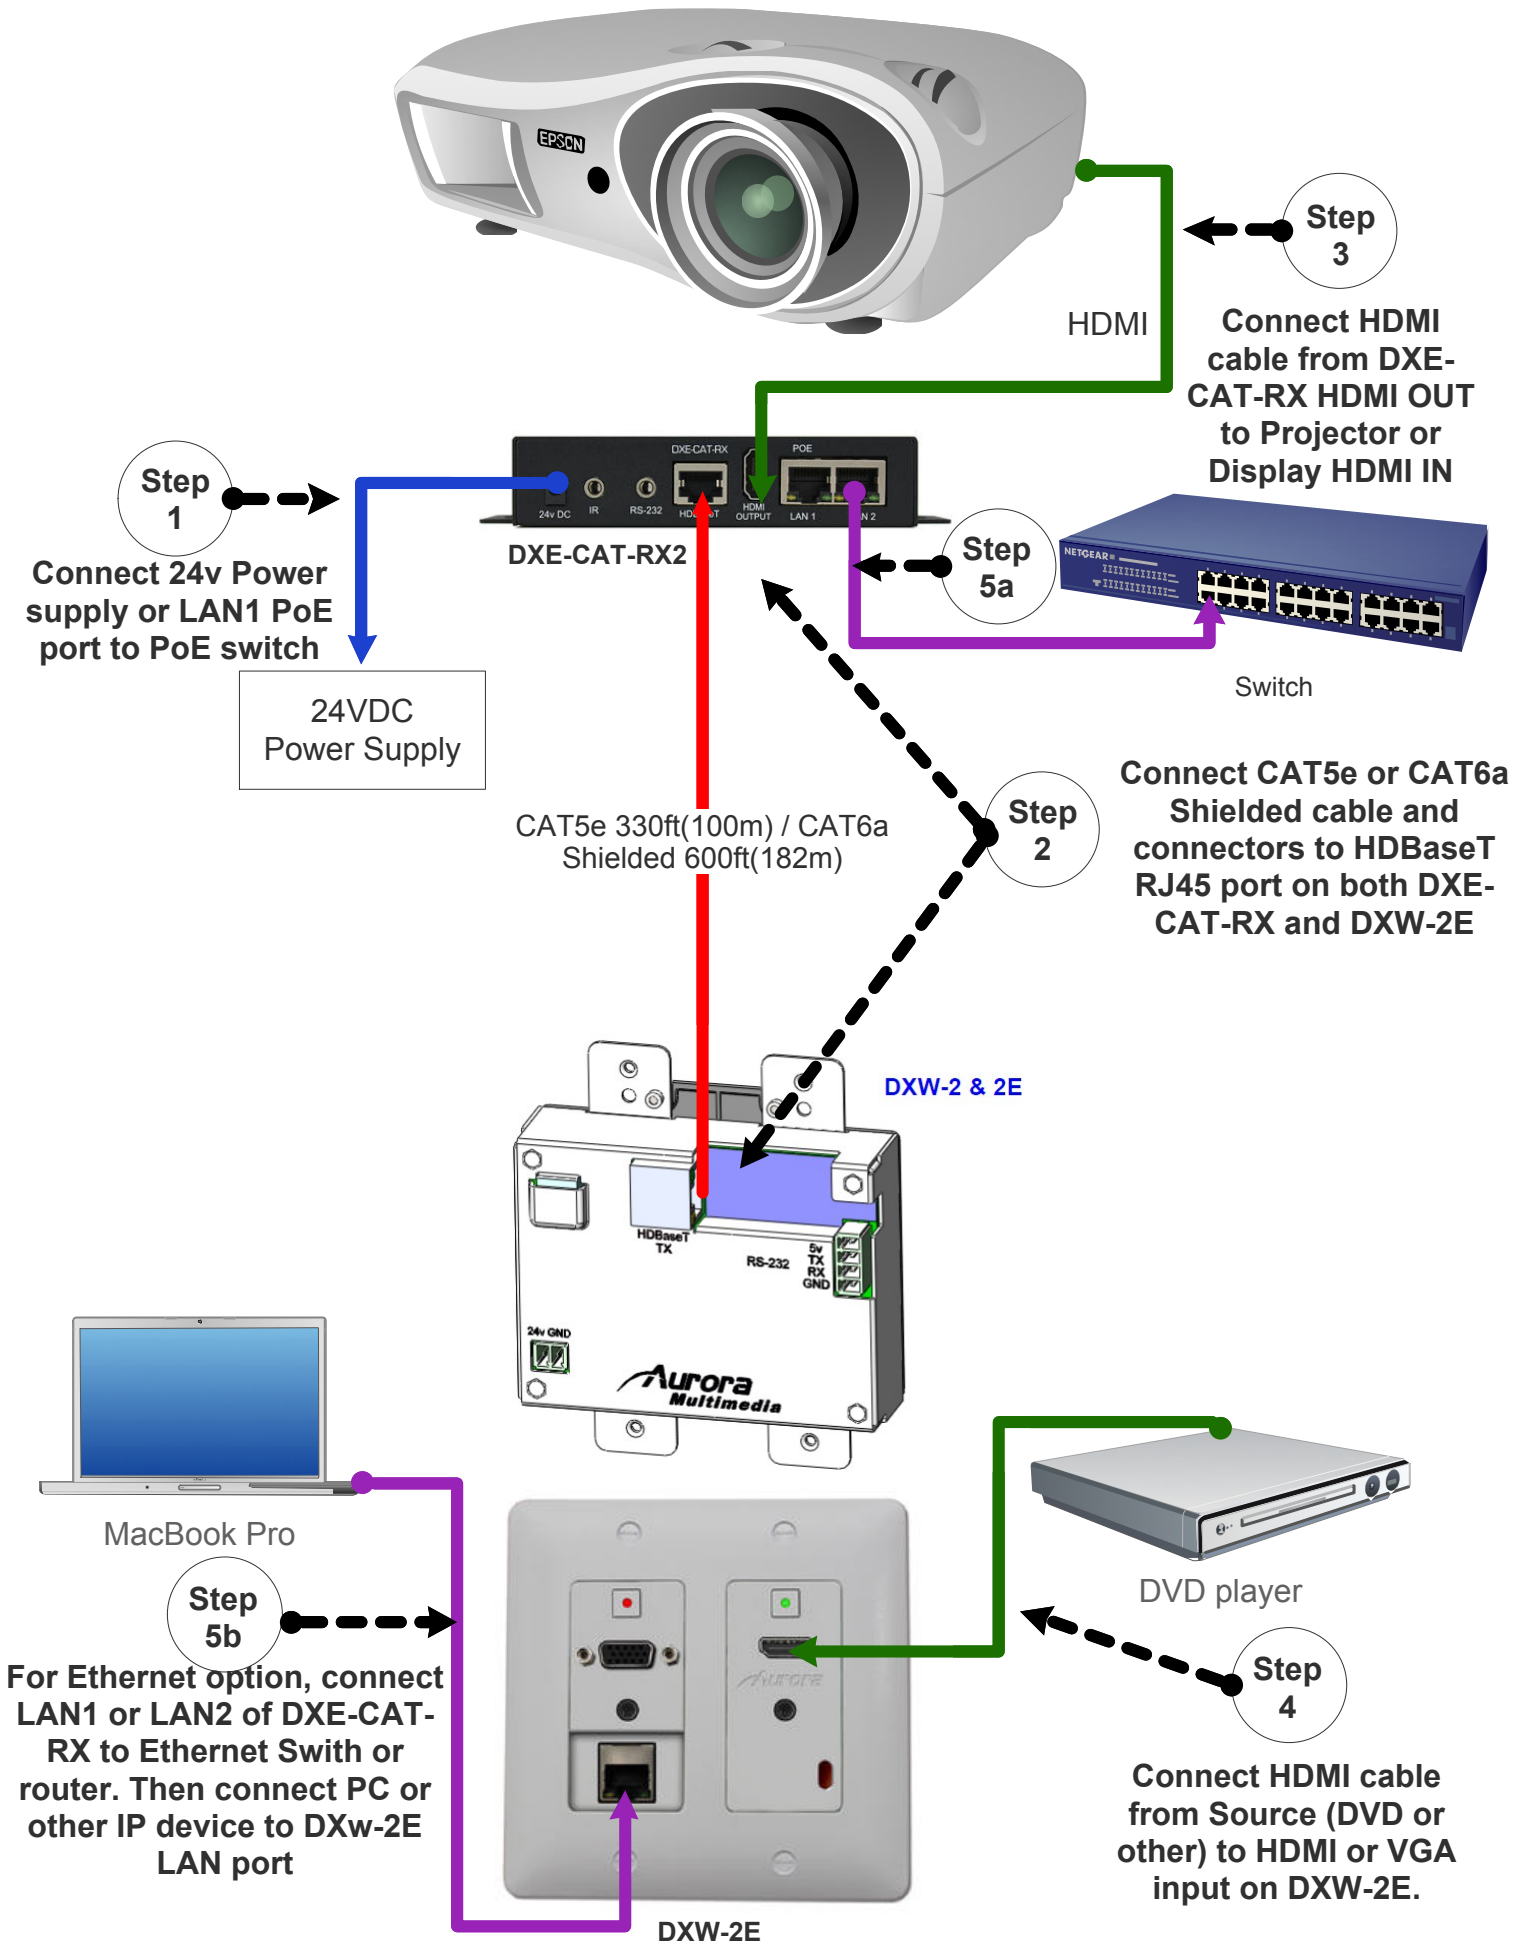 EPSON
Step
3
HDMI
Connect HDMI
cable from DXE-
CAT-RX HDMI OUT
to Projector or
Display HDMI IN
Step
1
Connect 24v Power
supply or LAN1 PoE
port to PoE switch
24VDC
Power Supply
DXE-CAT-RX
POE
24v DC
IR
RS-232
HDMI
OUTPUT
LAN 1
DXE-CAT-RX2
Step
5a
NETGEAR
Switch
CAT5e 330ft(100m) / CAT6a
Shielded 600ft(182m)
Step
2
Connect CAT5e or CAT6a
Shielded cable and
connectors to HDBaseT
RJ45 port on both DXE-
CAT-RX and DXW-2E
DXW-2 & 2E
HDBaseT
TX
RS-232
5v
TX
RX
GND
24v GND
Aurora
Multimedia
MacBook Pro
Step
5b
For Ethernet option, connect
LAN1 or LAN2 of DXE-CAT-
RX to Ethernet Swith or
router. Then connect PC or
other IP device to DXw-2E
LAN port
Aurora
DXW-2E
DVD player
Step
4
Connect HDMI cable
from Source (DVD or
other) to HDMI or VGA
input on DXW-2E.